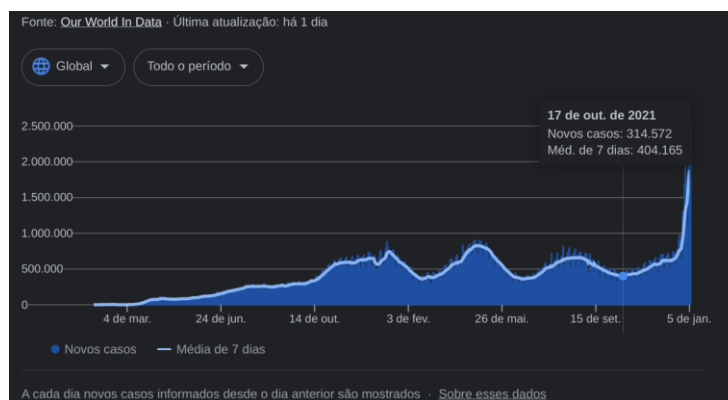 Fonte: Our World In Data · Última atualização: há 1 dia
Global
Todo o período
17 de out. de 2021
Novos casos: 314.572
Méd. de 7 dias: 404.165
2.500.000
2.000.000
1.500.000
1.000.000
500.000
0
4 de mar. 24 de jun. 14 de out. 3 de fev. 26 de mai. 15 de set. 5 de jan.
Novos casos Média de 7 dias
A cada dia novos casos informados desde o dia anterior são mostrados · Sobre esses dados